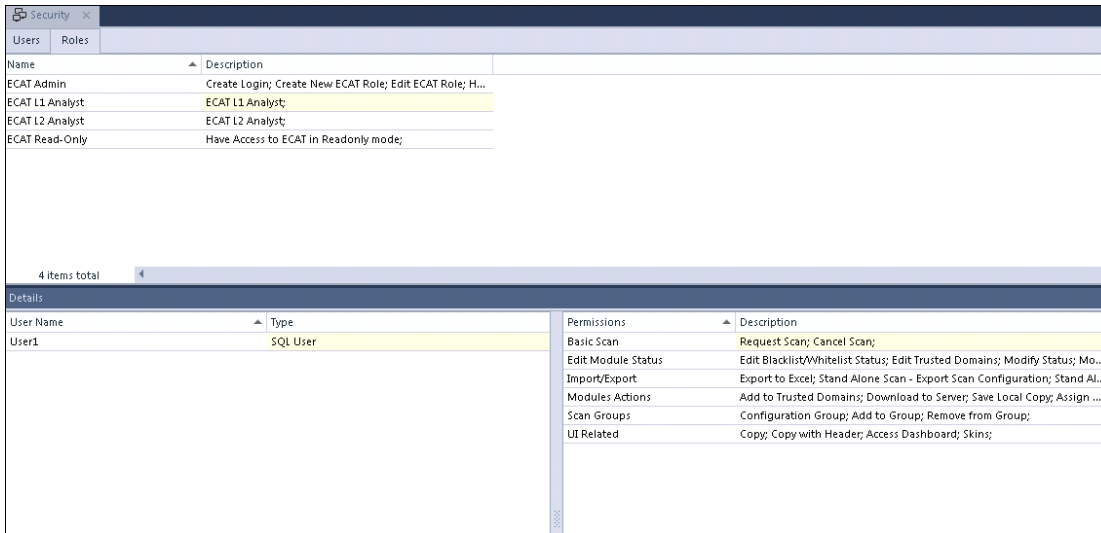 Security
Users Roles
Name Description
ECAT Admin Create Login; Create New ECAT Role; Edit ECAT Role; H...
ECAT L1 Analyst ECAT L1 Analyst;
ECAT L2 Analyst ECAT L2 Analyst;
ECAT Read-Only Have Access to ECAT in Readonly mode;
4 items total
Details
User Name Type Permissions Description
User1 SQL User Basic Scan Request Scan; Cancel Scan;
Edit Module Status Edit Blacklist/Whitelist Status; Edit Trusted Domains; Modify Status; Mo...
Import/Export Export to Excel; Stand Alone Scan - Export Scan Configuration; Stand Al...
Modules Actions Add to Trusted Domains; Download to Server; Save Local Copy; Assign ...
Scan Groups Configuration Group; Add to Group; Remove from Group;
UI Related Copy; Copy with Header; Access Dashboard; Skins;